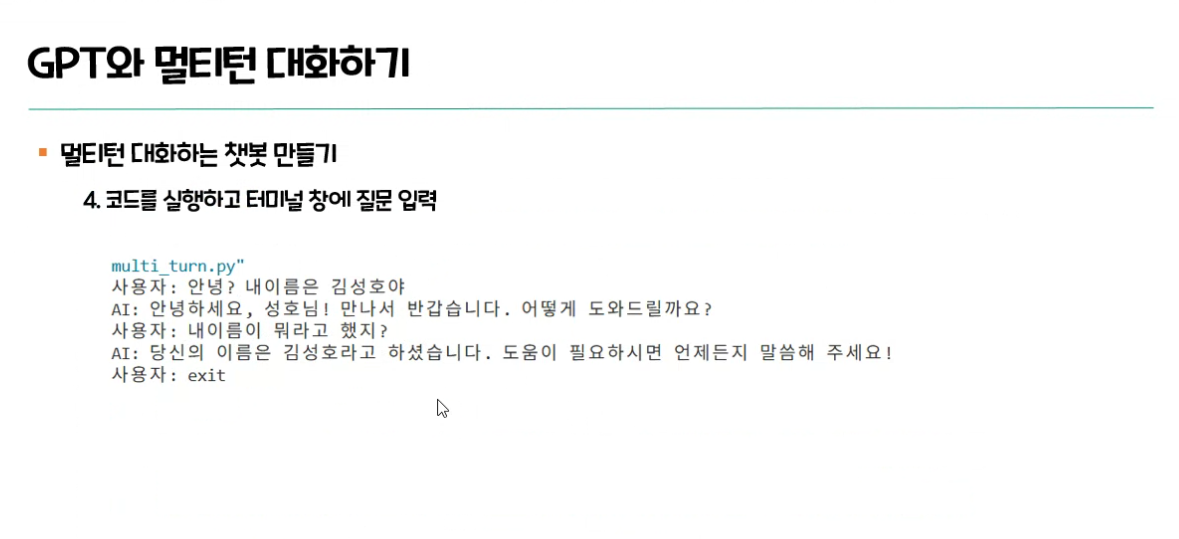 GPT와 멀티턴 대화하기
멀티턴 대화하는 챗봇 만들기
4. 코드를 실행하고 터미널 창에 질문 입력
multi_turn.py"
사용자: 안녕? 내이름은 김성호야
AI: 안녕하세요, 성호님! 만나서 반갑습니다. 어떻게 도와드릴까요?
사용자: 내이름이 뭐라고 했지?
AI: 당신의 이름은 김성호라고 하셨습니다. 도움이 필요하시면 언제든지 말씀해 주세요!
사용자: exit